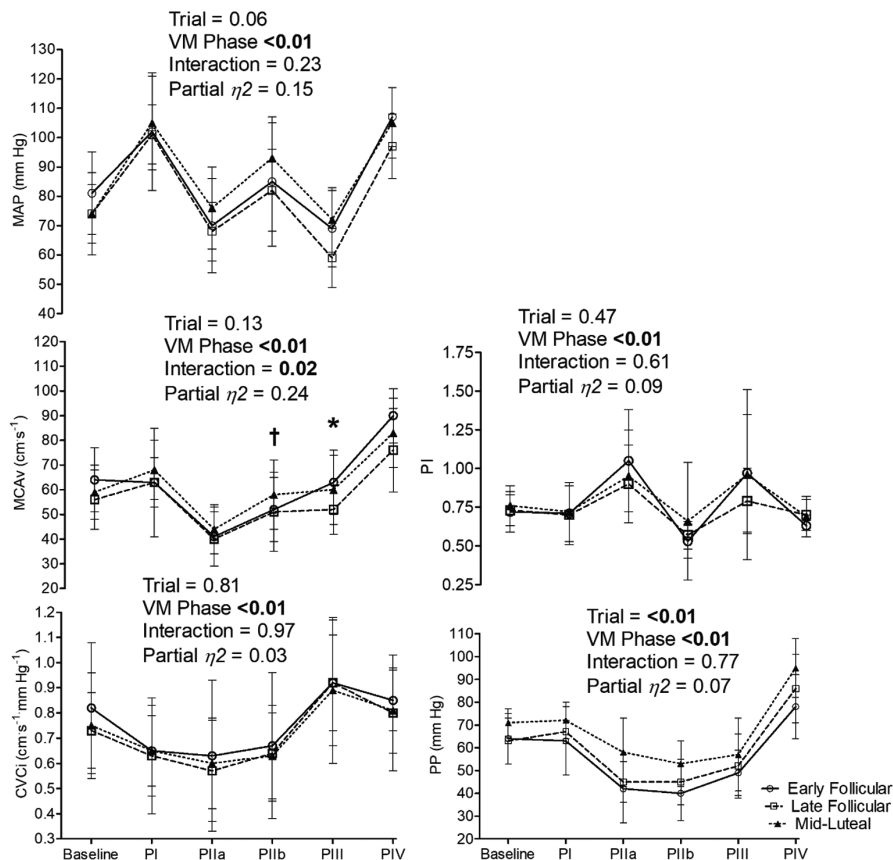 Trial = 0.06
VM Phase <0.01
Interaction = 0.23
Partial η2 = 0.15
130
120
110
100
90
80
70
60
50
40
MAP (mm Hg)
Trial = 0.13
VM Phase <0.01
Interaction = 0.02
Partial η2 = 0.24
120
110
100
90
80
70
60
50
40
30
20
MCAv (cm·s-1)
†
*
Trial = 0.47
VM Phase <0.01
Interaction = 0.61
Partial η2 = 0.09
1.75
1.50
1.25
1.00
0.75
0.50
0.25
PI
Trial = 0.81
VM Phase <0.01
Interaction = 0.97
Partial η2 = 0.03
1.2
1.1
1.0
0.9
0.8
0.7
0.6
0.5
0.4
0.3
CVCi (cm·s-1·mm Hg-1)
Baseline PI PIIa PIIb PIII PIV
Trial = <0.01
VM Phase <0.01
Interaction = 0.77
Partial η2 = 0.07
110
100
90
80
70
60
50
40
30
20
PP (mm Hg)
Baseline PI PIIa PIIb PIII PIV
Early Follicular
Late Follicular
Mid-Luteal